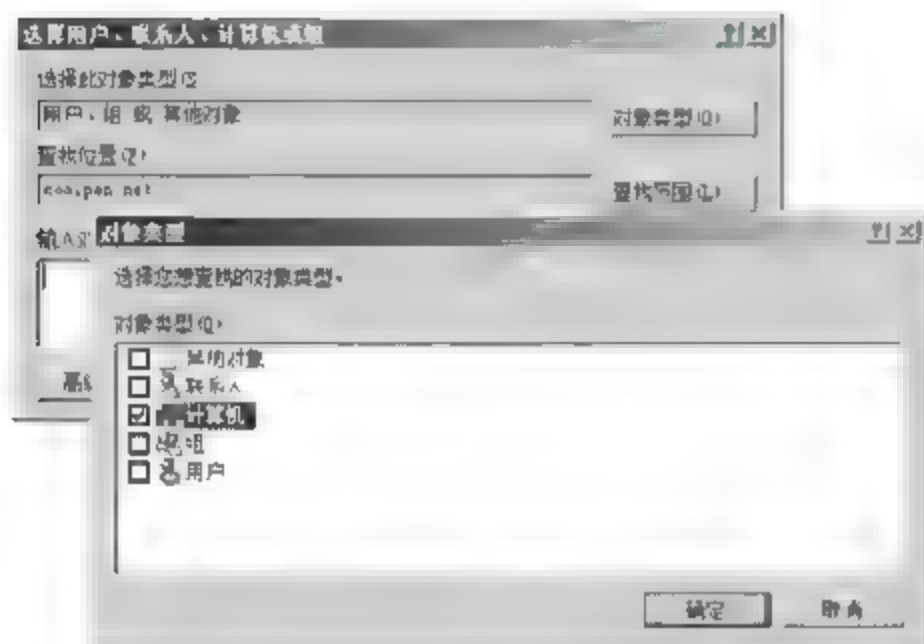 选择用户、联系人、计算机或组
选择此对象类型(S):
用户、组 或 其他对象
对象类型(O)
查找位置(F):
查找范围(L)
对象类型
选择您想查找的对象类型。
对象类型(O):
其他对象
联系人
计算机
组
用户
确定
取消